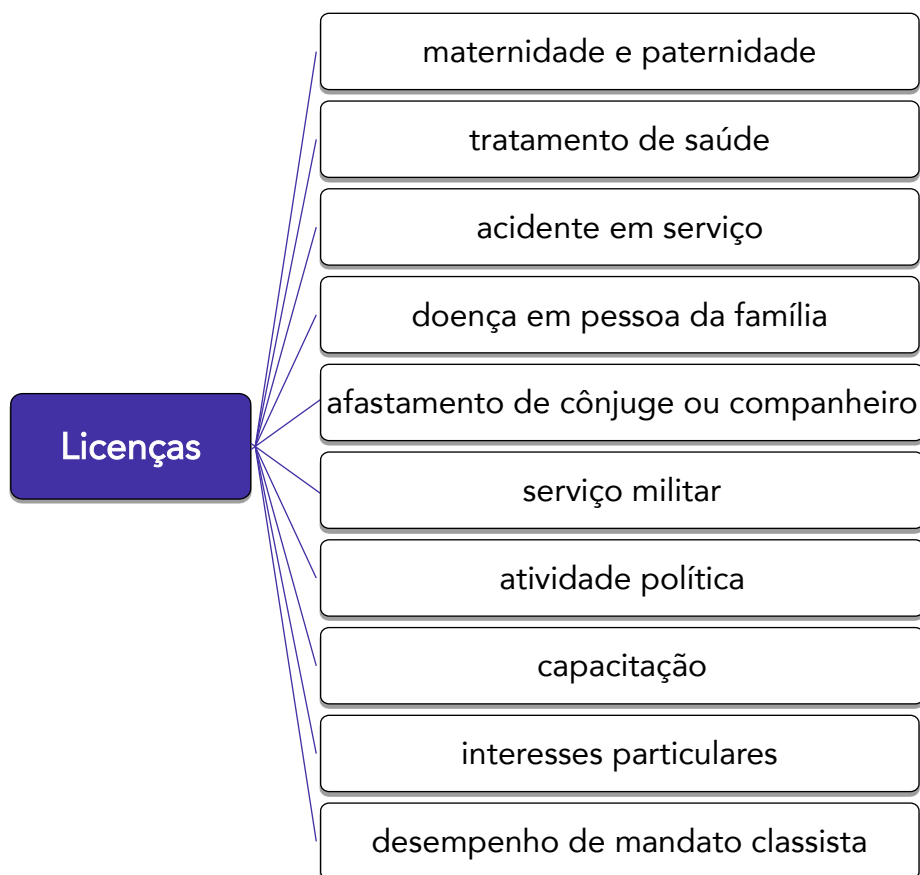 maternidade e paternidade
tratamento de saúde
acidente em serviço
doença em pessoa da família
afastamento de cônjuge ou companheiro
Licenças
serviço militar
atividade política
capacitação
interesses particulares
desempenho de mandato classista